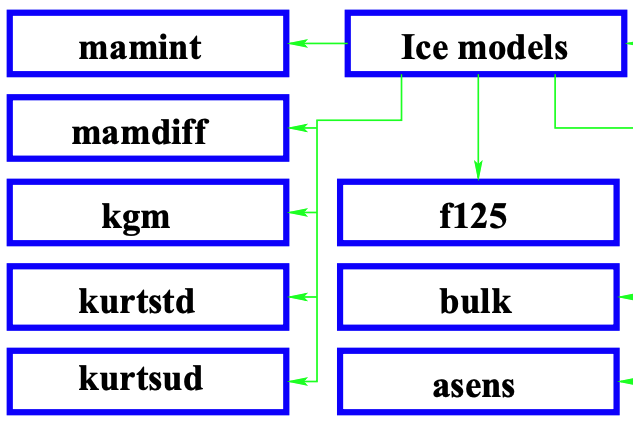 mamint
Ice models
mamdiff
kgm
f125
kurtstd
bulk
kurtsud
asens